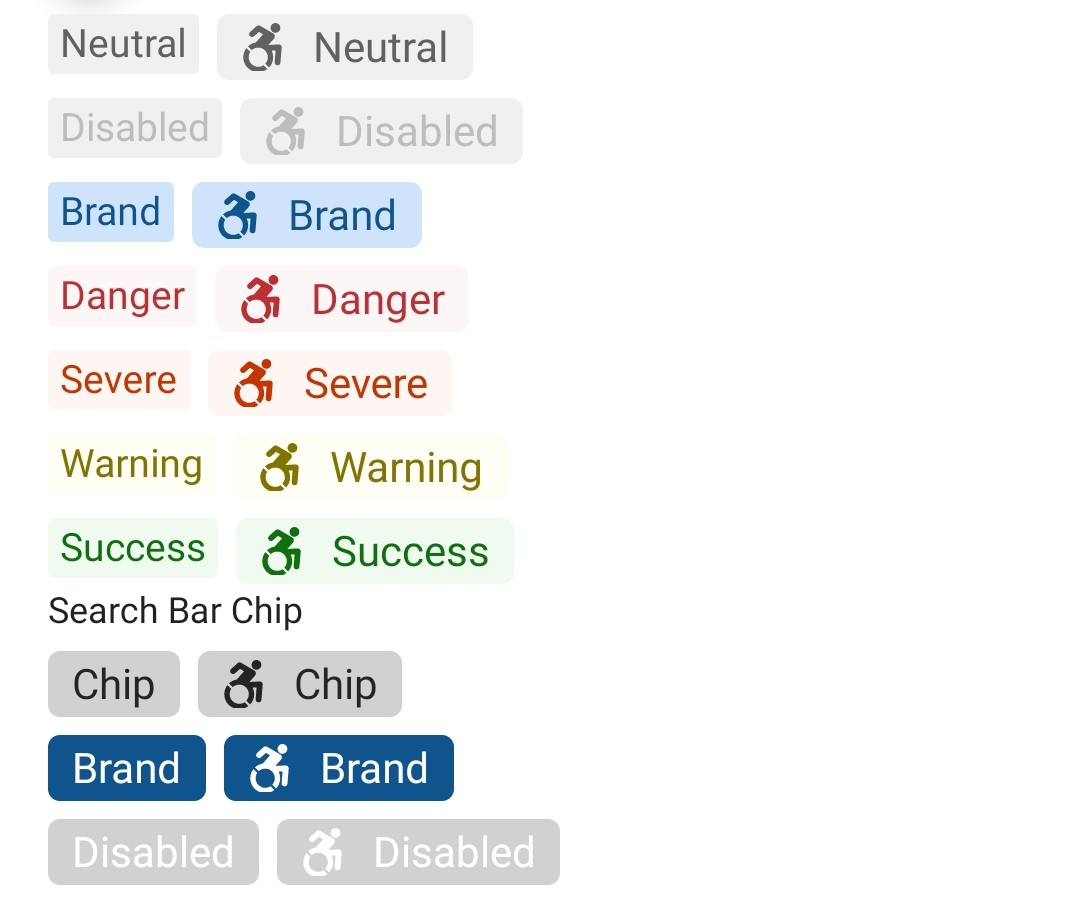 Neutral Neutral
Disabled Disabled
Brand Brand
Danger Danger
Severe Severe
Warning Warning
Success Success
Search Bar Chip
Chip Chip
Brand Brand
Disabled Disabled